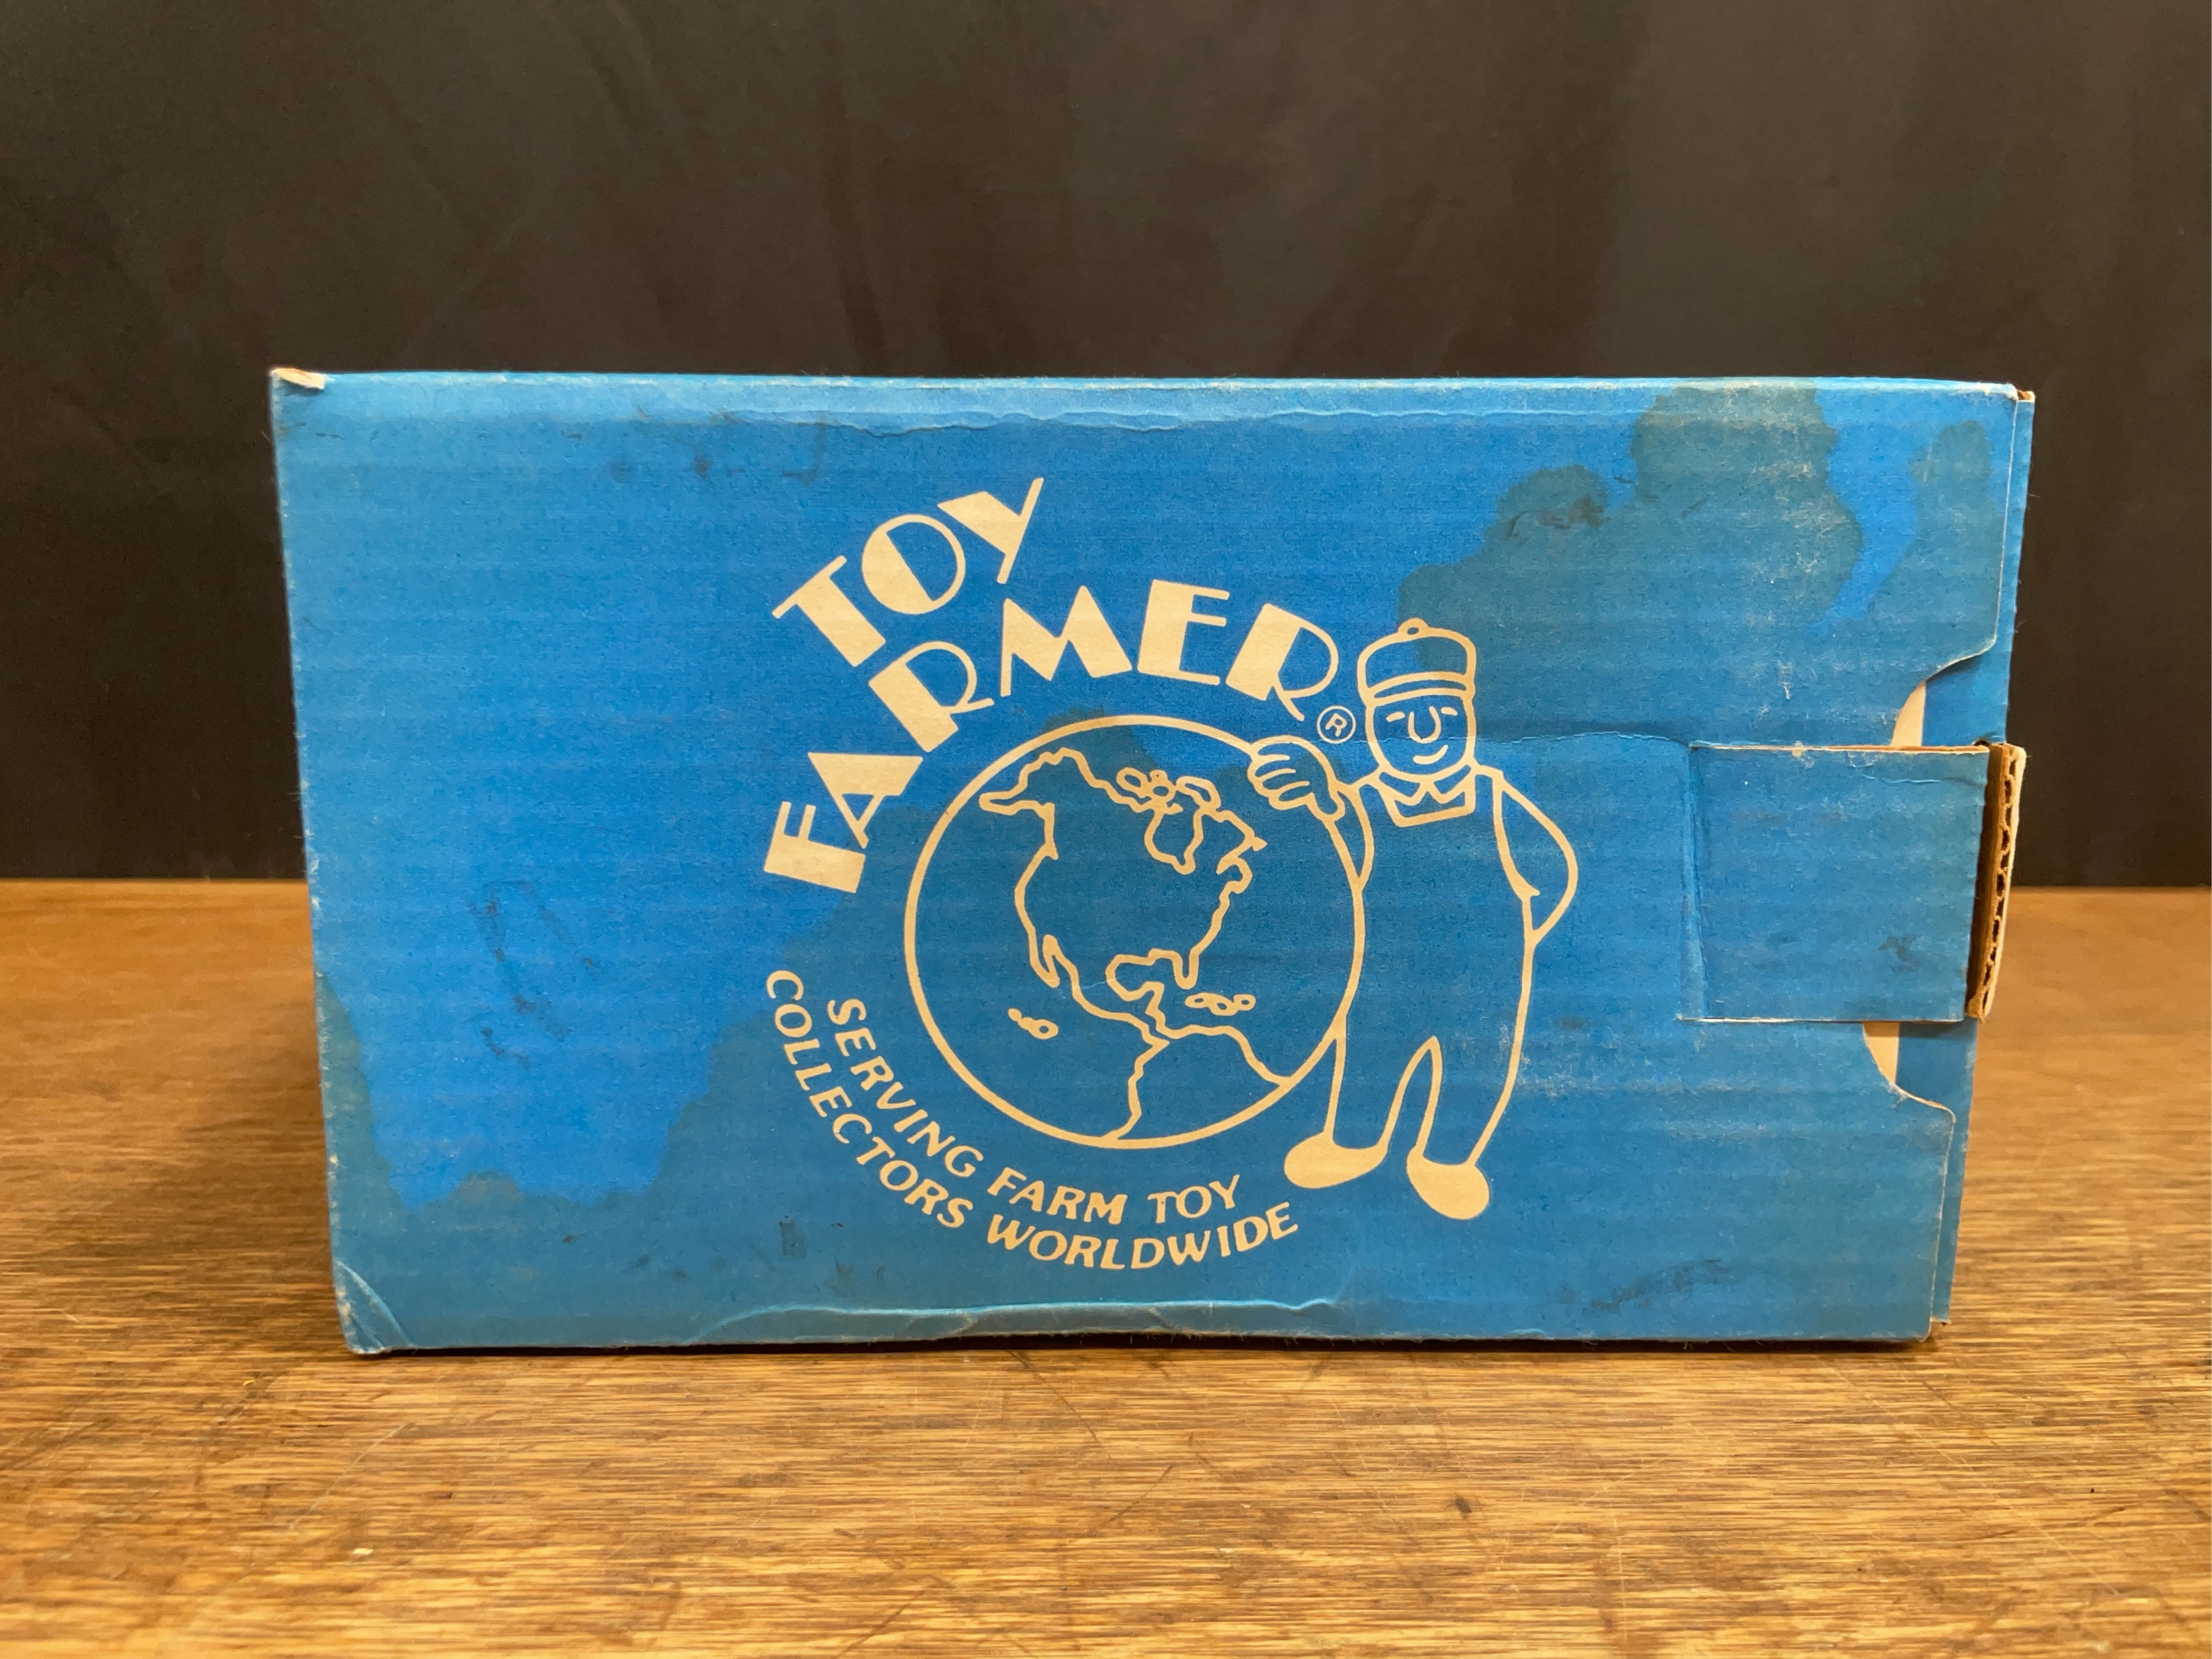 TOY
FARMER®
SERVING FARM TOY
COLLECTORS WORLDWIDE